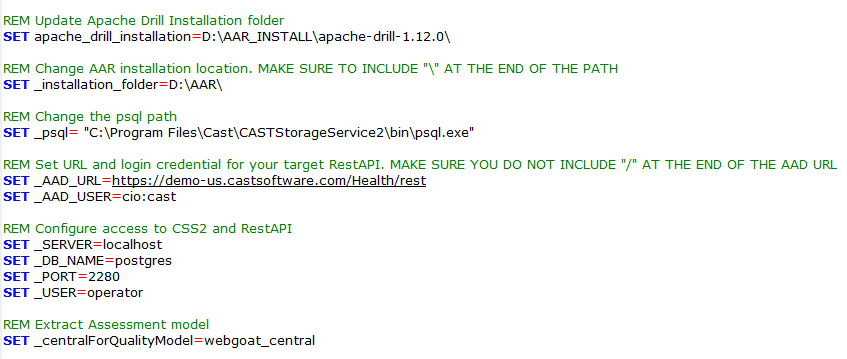 REM Update Apache Drill Installation folder
SET apache_drill_installation=D:\AAR_INSTALL\apache-drill-1.12.0\
REM Change AAR installation location. MAKE SURE TO INCLUDE "\" AT THE END OF THE PATH
SET _installation_folder=D:\AAR\
REM Change the psql path
SET _psql= "C:\Program Files\Cast\CASTStorageService2\bin\psql.exe"
REM Set URL and login credential for your target RestAPI. MAKE SURE YOU DO NOT INCLUDE "/" AT THE END OF THE AAD URL
SET _AAD_URL=https://demo-us.castsoftware.com/Health/rest
SET _AAD_USER=cio:cast
REM Configure access to CSS2 and RestAPI
SET _SERVER=localhost
SET _DB_NAME=postgres
SET _PORT=2280
SET _USER=operator
REM Extract Assessment model
SET _centralForQualityModel=webgoat_central